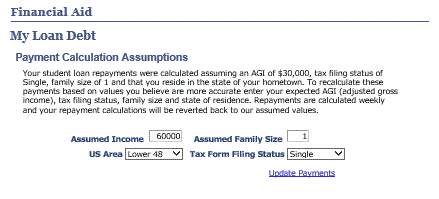 Financial Aid
My Loan Debt
Payment Calculation Assumptions
Your student loan repayments were calculated assuming an AGI of $30,000, tax filing status of
Single, family size of 1 and that you reside in the state of your hometown. To recalculate these
payments based on values you believe are more accurate enter your expected AGI (adjusted gross
income), tax filing status, family size and state of residence. Repayments are calculated weekly
and your repayment calculations will be reverted back to our assumed values.
Assumed Income 60000 Assumed Family Size 1
US Area Lower 48 Tax Form Filing Status Single
Update Payments